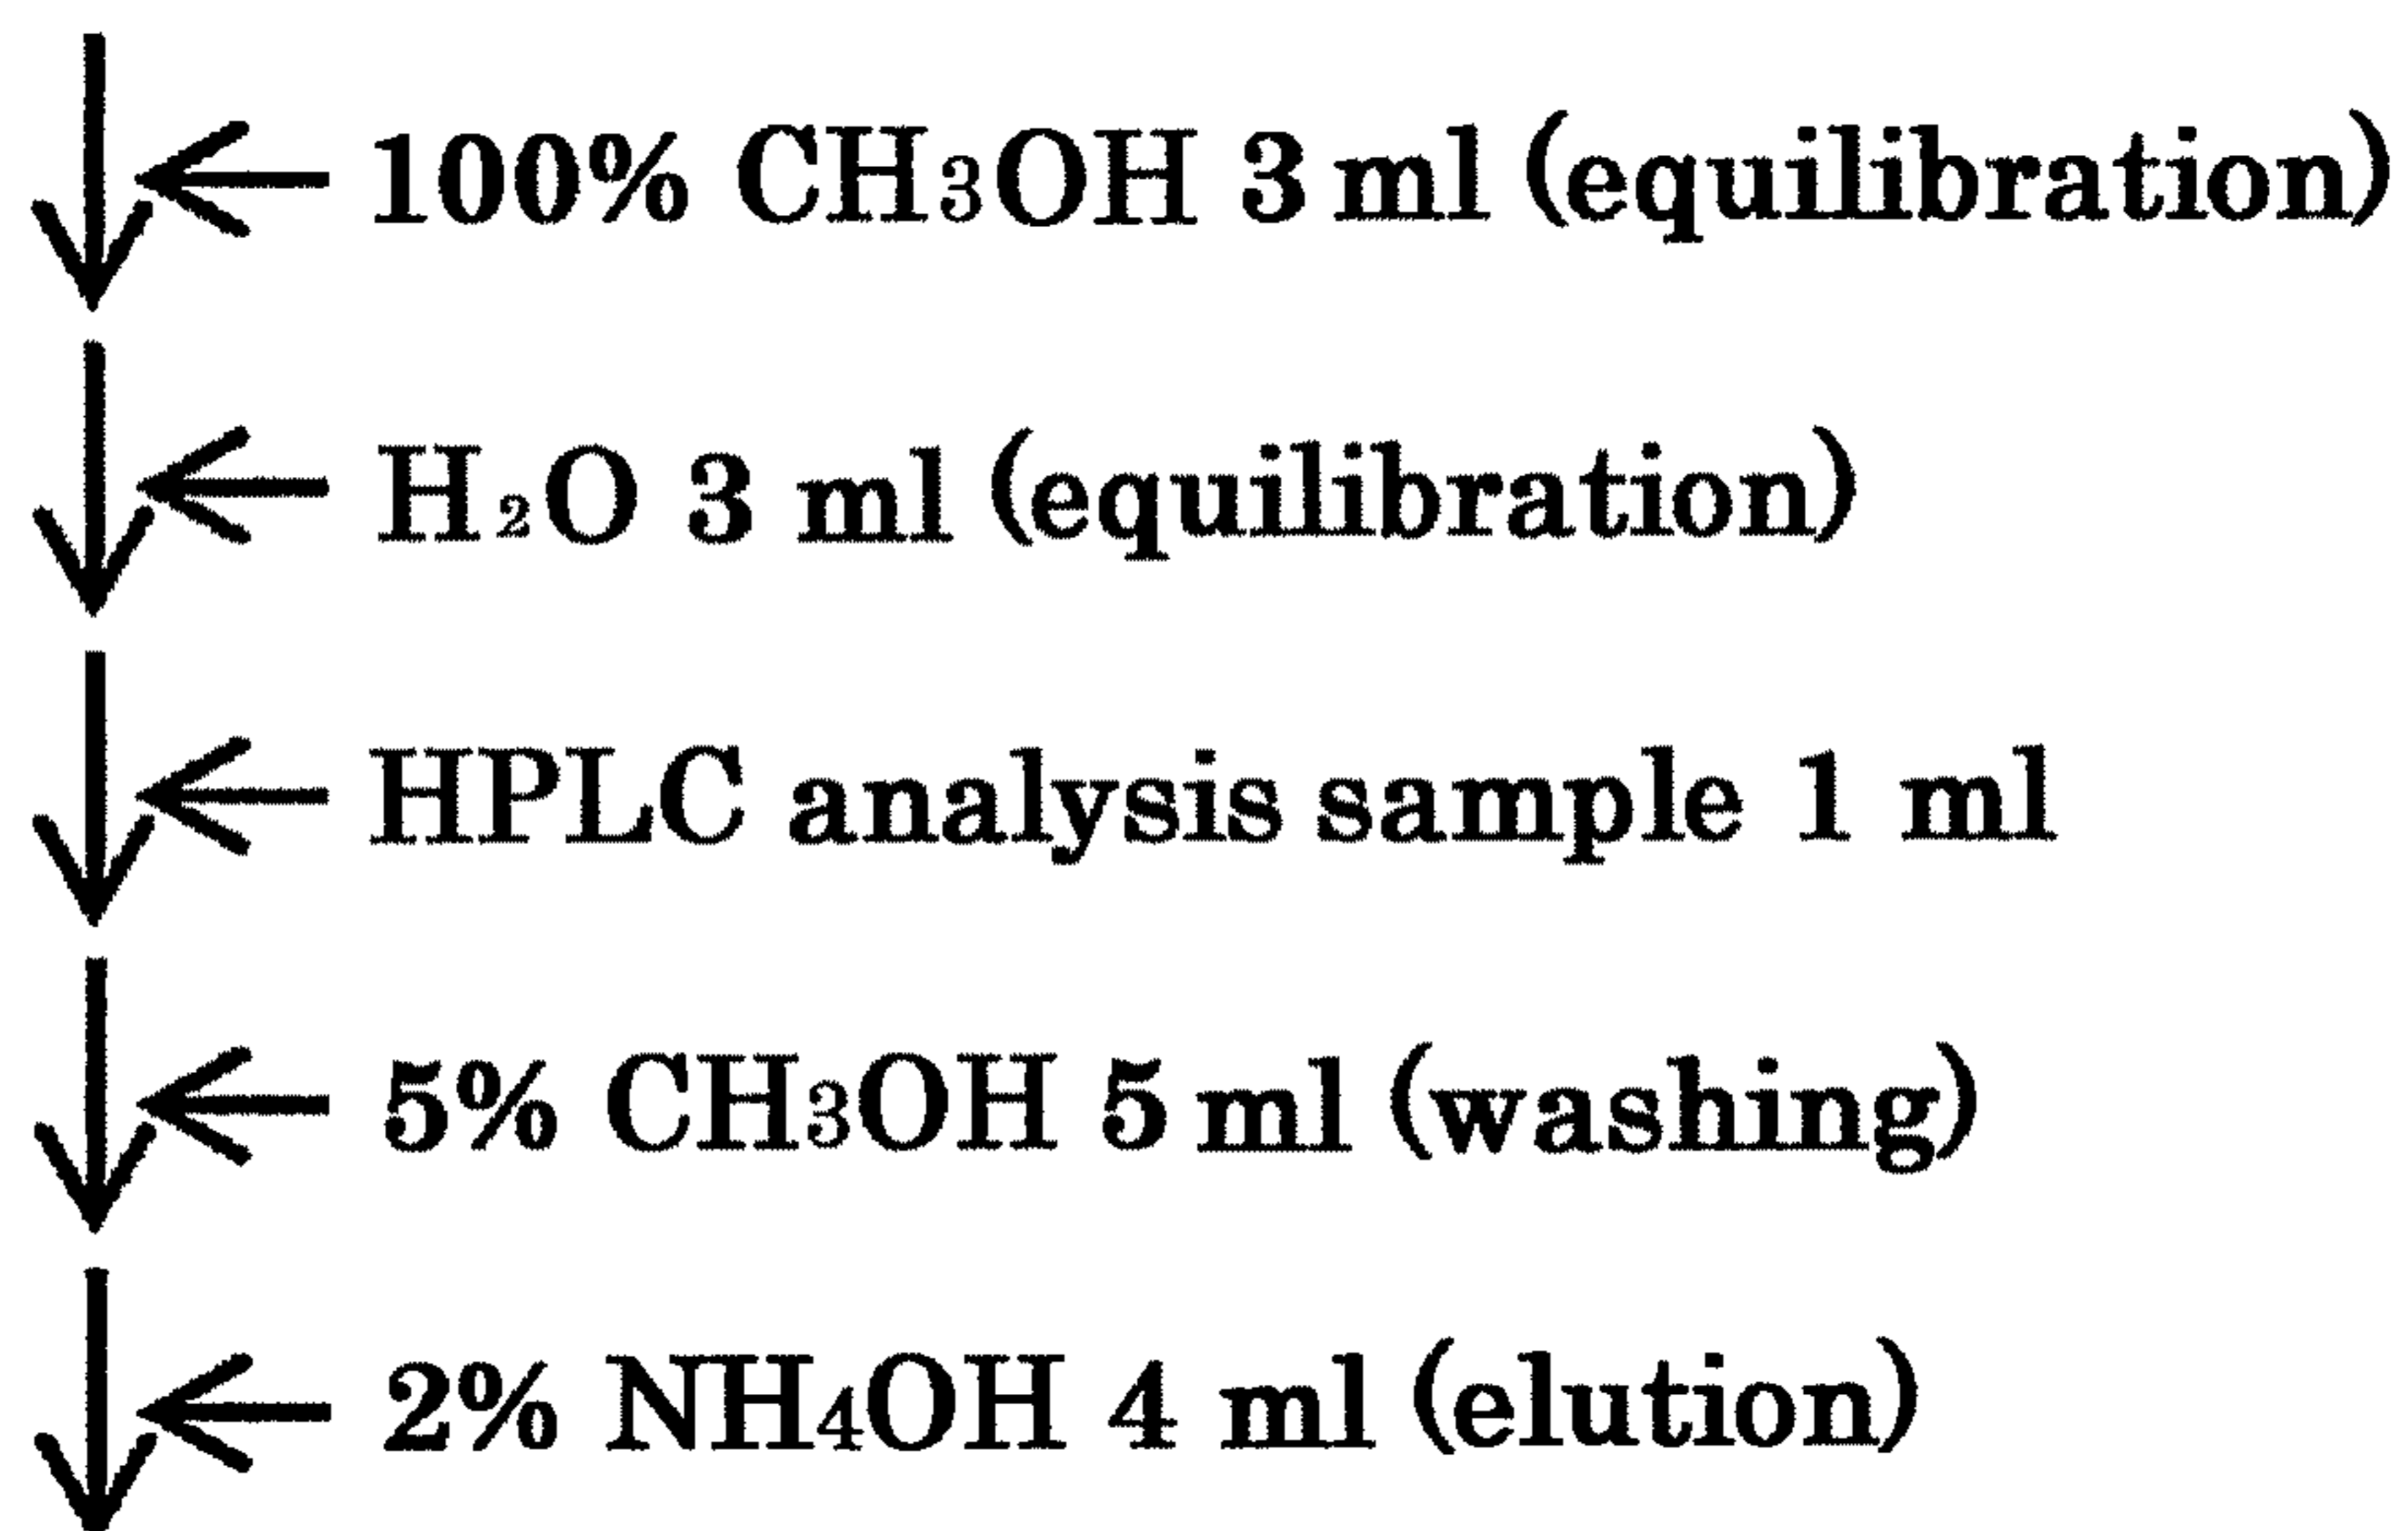 100% CH₃OH 3 ml (equilibration)
H₂O 3 ml (equilibration)
HPLC analysis sample 1 ml
5% CH₃OH 5 ml (washing)
2% NH₄OH 4 ml (elution)